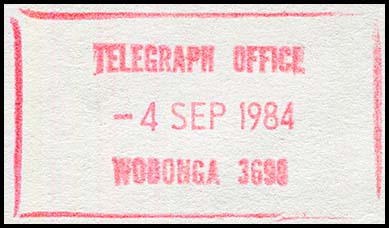 TELEGRAPH OFFICE
-4 SEP 1984
WODONGA 3690